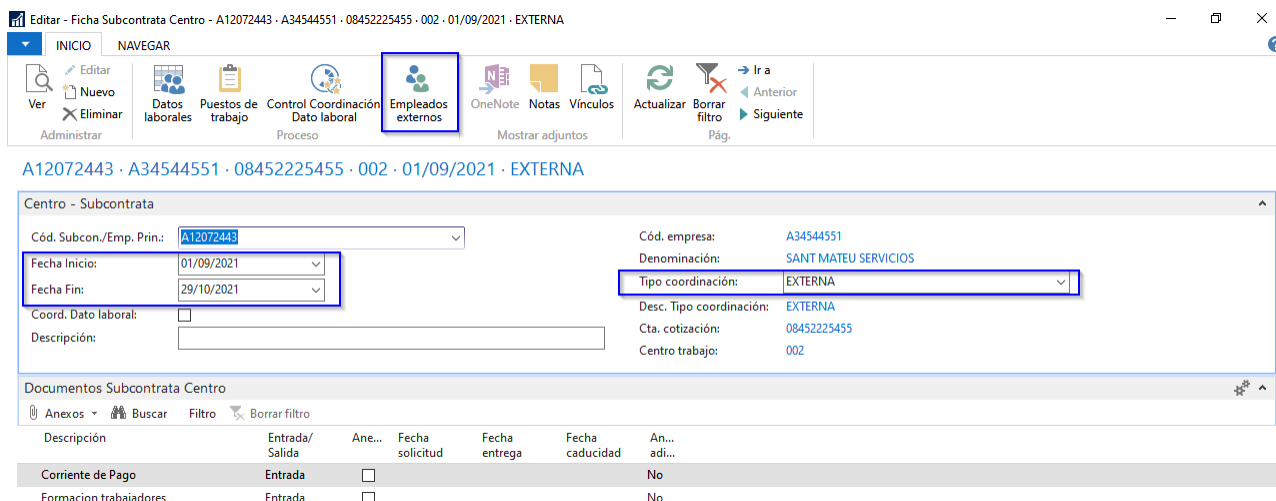 Editar - Ficha Subcontrata Centro - A12072443 · A34544551 · 08452225455 · 002 · 01/09/2021 · EXTERNA
INICIO NAVEGAR
Ver
Editar
Nuevo
Eliminar
Administrar
Datos laborales
Puestos de trabajo
Control Coordinación Dato laboral
Empleados externos
Proceso
OneNote
Notas
Vínculos
Mostrar adjuntos
Actualizar
Borrar filtro
Ir a
Anterior
Siguiente
Pág.
A12072443 · A34544551 · 08452225455 · 002 · 01/09/2021 · EXTERNA
Centro - Subcontrata
Cód. Subcon./Emp. Prin.: A12072443
Fecha Inicio: 01/09/2021
Fecha Fin: 29/10/2021
Coord. Dato laboral:
Descripción:
Cód. empresa: A34544551
Denominación: SANT MATEU SERVICIOS
Tipo coordinación: EXTERNA
Desc. Tipo coordinación: EXTERNA
Cta. cotización: 08452225455
Centro trabajo: 002
Documentos Subcontrata Centro
Anexos Buscar Filtro Borrar filtro
Descripción Entrada/Salida Ane... Fecha solicitud Fecha entrega Fecha caducidad An... adi...
Corriente de Pago Entrada No
Formacion trabajadores Entrada No